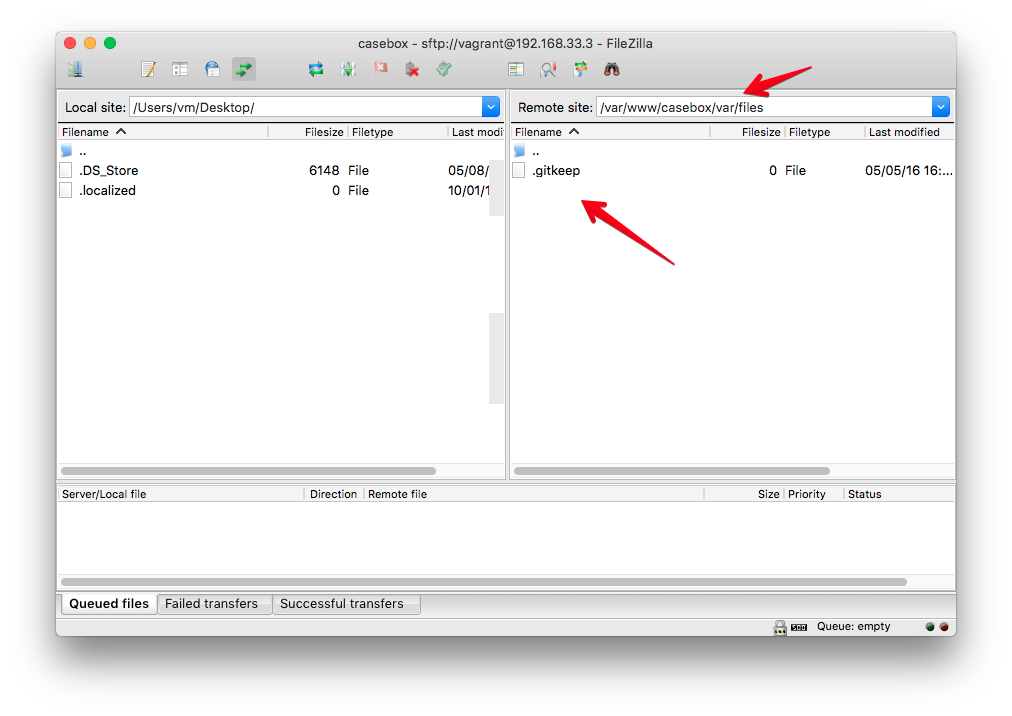 casebox - sftp://vagrant@192.168.33.3 - FileZilla
Local site: /Users/vm/Desktop/
Remote site: /var/www/casebox/var/files
Filename Filesize Filetype Last modif
Filename Filesize Filetype Last modified
..
..
.DS_Store 6148 File 05/08/
.gitkeep 0 File 05/05/16 16:...
.localized 0 File 10/01/1
Server/Local file Direction Remote file Size Priority Status
Queued files Failed transfers Successful transfers
Queue: empty